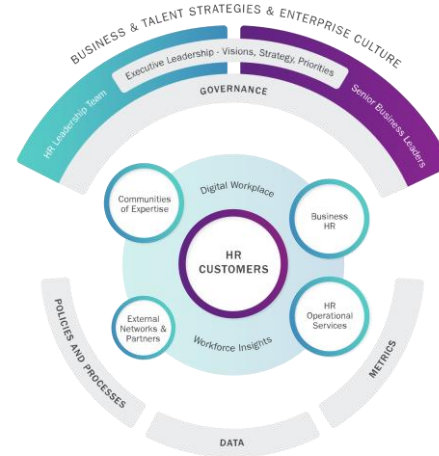 BUSINESS & TALENT STRATEGIES & ENTERPRISE CULTURE
Executive Leadership - Visions, Strategy, Priorities
HR Leadership Team
Senior Business Leaders
GOVERNANCE
Communities
of Expertise
Digital Workplace
Business
HR
HR
CUSTOMERS
External
Networks &
Partners
Workforce Insights
HR
Operational
Services
POLICIES AND PROCESSES
DATA
METRICS